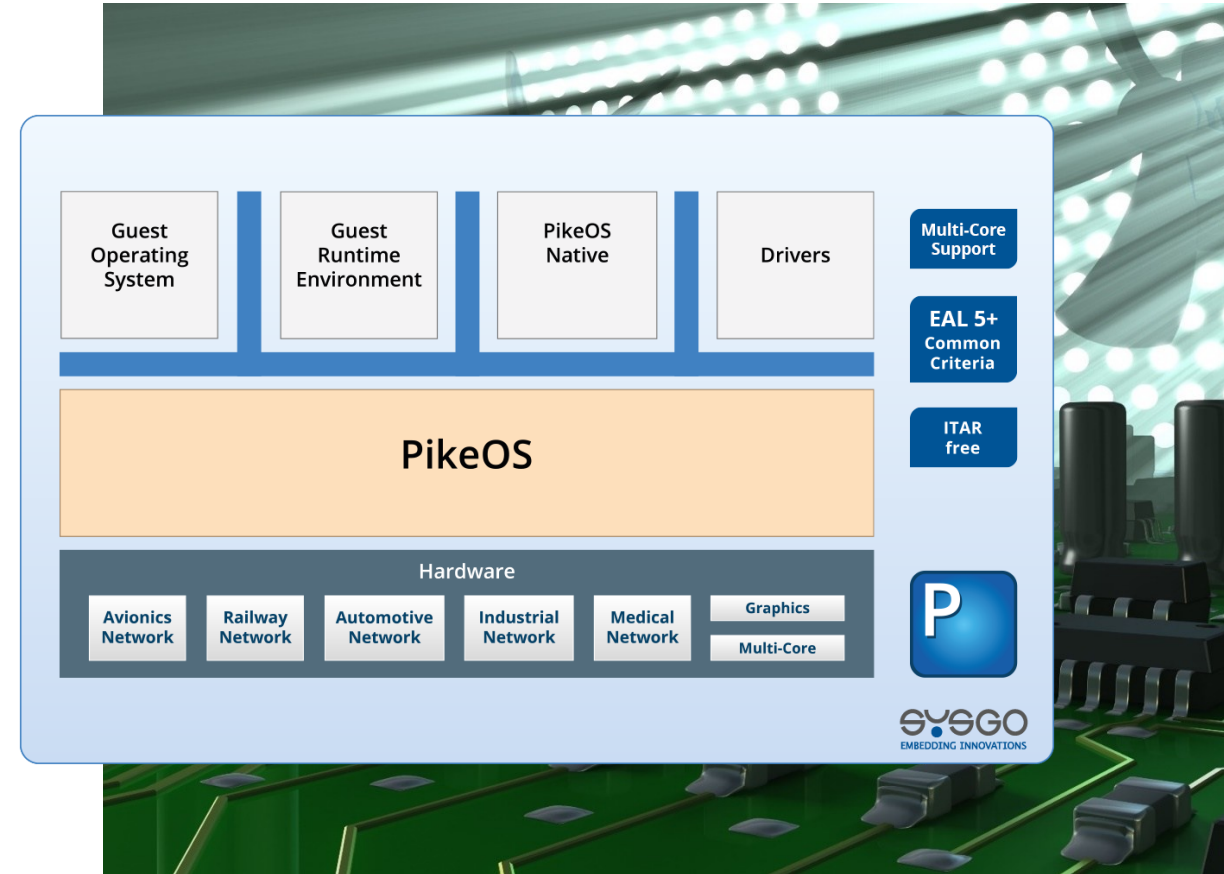 Guest
Operating
System
Guest
Runtime
Environment
PikeOS
Native
Drivers
Multi-Core
Support
EAL 5+
Common
Criteria
ITAR
free
PikeOS
Hardware
Avionics
Network
Railway
Network
Automotive
Network
Industrial
Network
Medical
Network
Graphics
Multi-Core
P
SYSGO
EMBEDDING INNOVATIONS